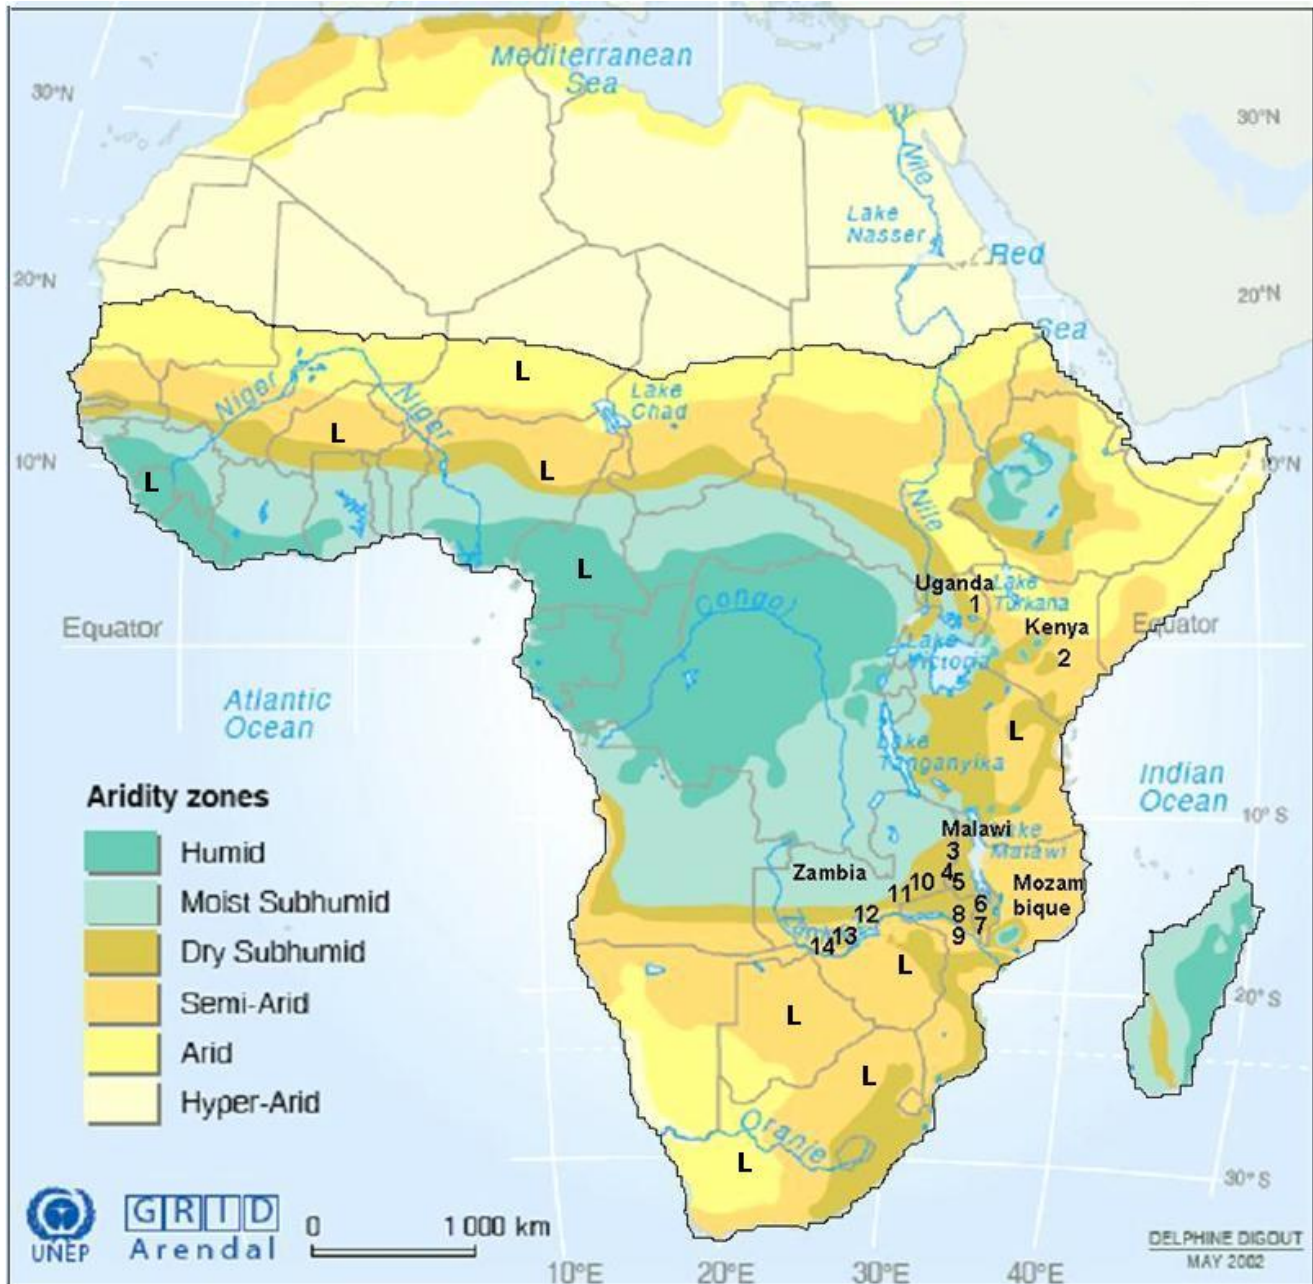 Mediterranean
Sea
30°N
30°N
Nile
Lake
Nasser
Red
Sea
20°N
20°N
L
Niger
Niger
Lake
Chad
L
L
10°N
10°N
L
Nile
L
Uganda
1
Lake
Turkana
Congo
Kenya
2
Equator
Equator
Lake
Victoria
Atlantic
Ocean
L
Lake
Tanganyika
Indian
Ocean
Aridity zones
Humid
Moist Subhumid
Dry Subhumid
Semi-Arid
Arid
Hyper-Arid
10° S
Malawi
Lake
Malawi
3
Zambia
4
5
10
11
Mozam
bique
6
7
8
9
12
13
14
L
20° S
L
L
Oranje
L
30° S
UNEP
GRID
Arendal
0 1 000 km
DELPHINE DIGOUT
MAY 2002
10°E 20°E 30°E 40°E